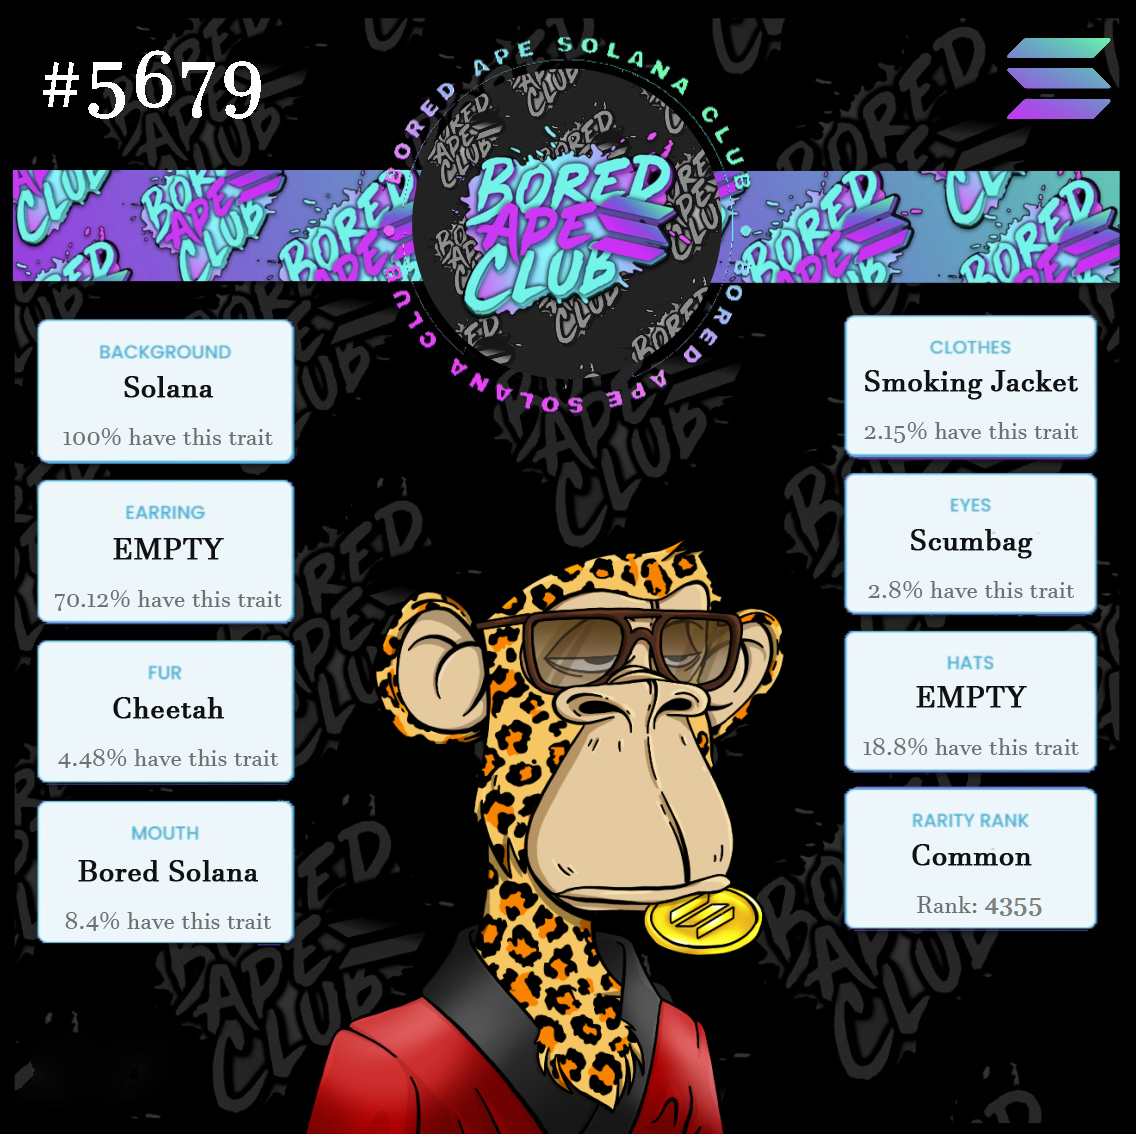 #5679
BORED APE SOLANA CLUB
BORED APE SOLANA CLUB
BORED
APE
CLUB
BACKGROUND
Solana
100% have this trait
EARRING
EMPTY
70.12% have this trait
FUR
Cheetah
4.48% have this trait
MOUTH
Bored Solana
8.4% have this trait
CLOTHES
Smoking Jacket
2.15% have this trait
EYES
Scumbag
2.8% have this trait
HATS
EMPTY
18.8% have this trait
RARITY RANK
Common
Rank: 4355